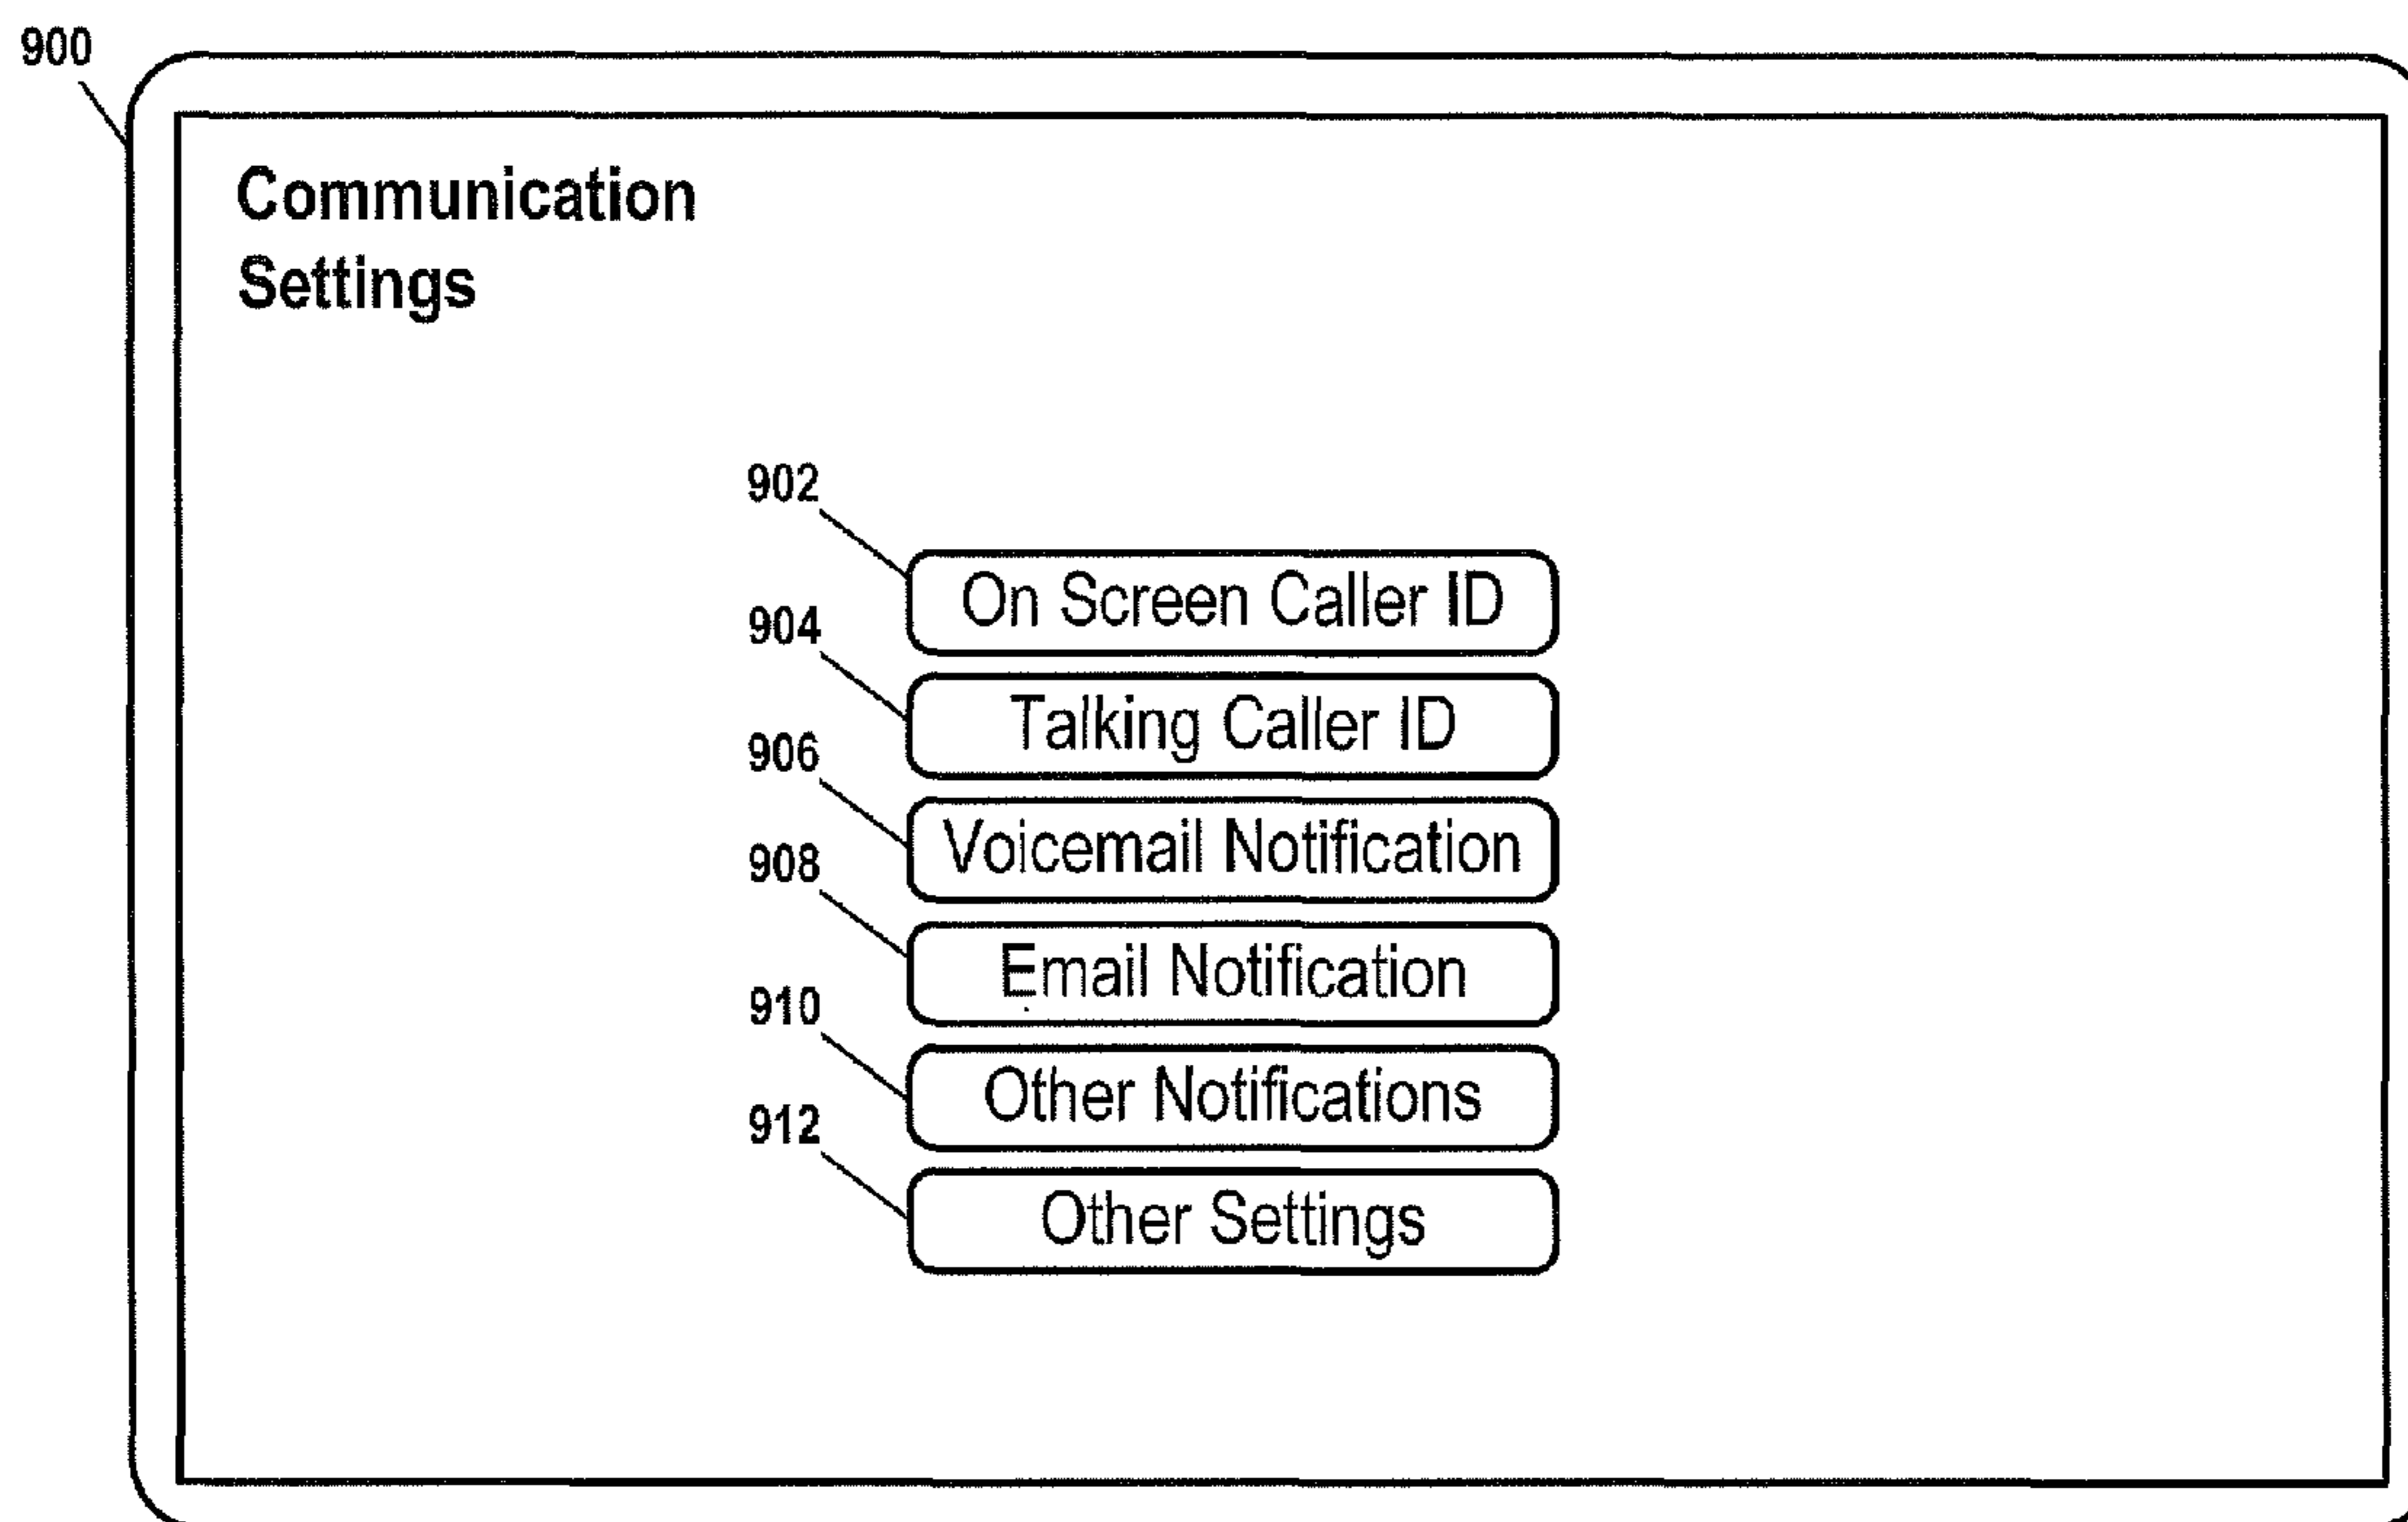 900
Communication
Settings
902
On Screen Caller ID
904
Talking Caller ID
906
Voicemail Notification
908
Email Notification
910
Other Notifications
912
Other Settings